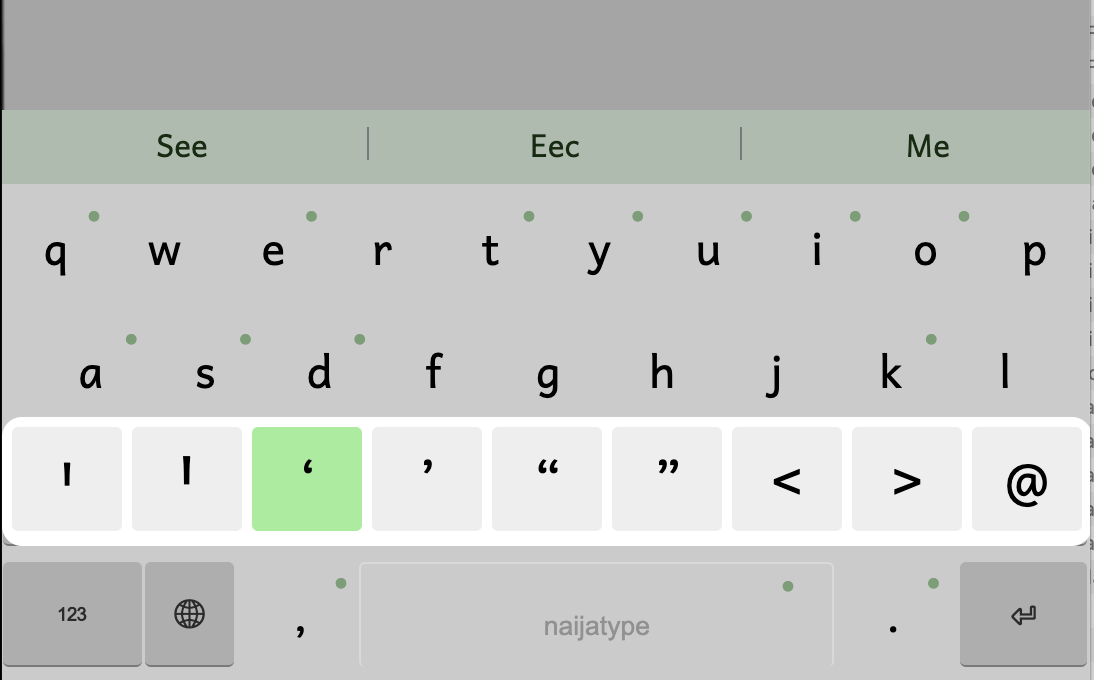 See Eec Me
q w e r t y u i o p
a s d f g h j k l
ˈ ꞌ ‘ ’ “ ” < > @
123 , naijatype .